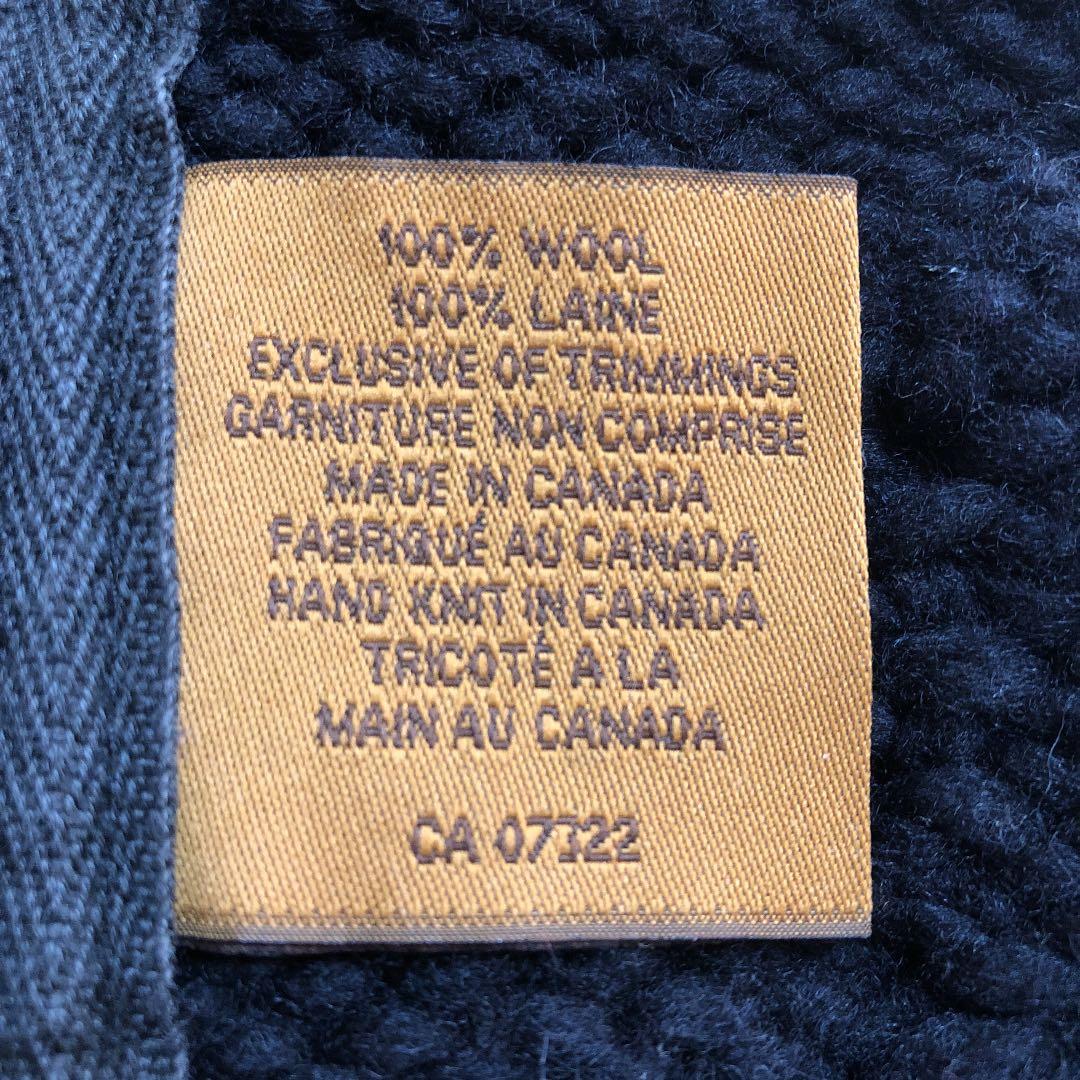 100% WOOL
100% LAINE
EXCLUSIVE OF TRIMMINGS
GARNITURE NON COMPRISE
MADE IN CANADA
FABRIQUÉ AU CANADA
HAND KNIT IN CANADA
TRICOTÉ A LA
MAIN AU CANADA
CA 07322